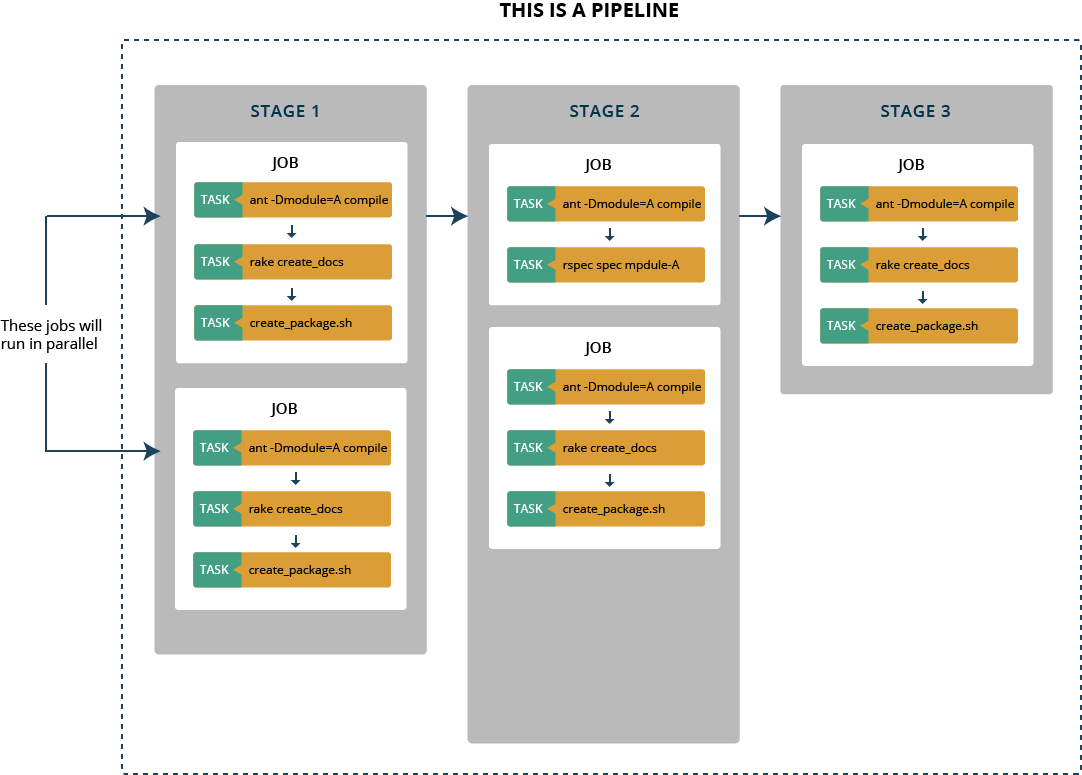 THIS IS A PIPELINE
These jobs will
run in parallel
STAGE 1
JOB
TASK ant -Dmodule=A compile
TASK rake create_docs
TASK create_package.sh
JOB
TASK ant -Dmodule=A compile
TASK rake create_docs
TASK create_package.sh
STAGE 2
JOB
TASK ant -Dmodule=A compile
TASK rspec spec mpdule-A
JOB
TASK ant -Dmodule=A compile
TASK rake create_docs
TASK create_package.sh
STAGE 3
JOB
TASK ant -Dmodule=A compile
TASK rake create_docs
TASK create_package.sh